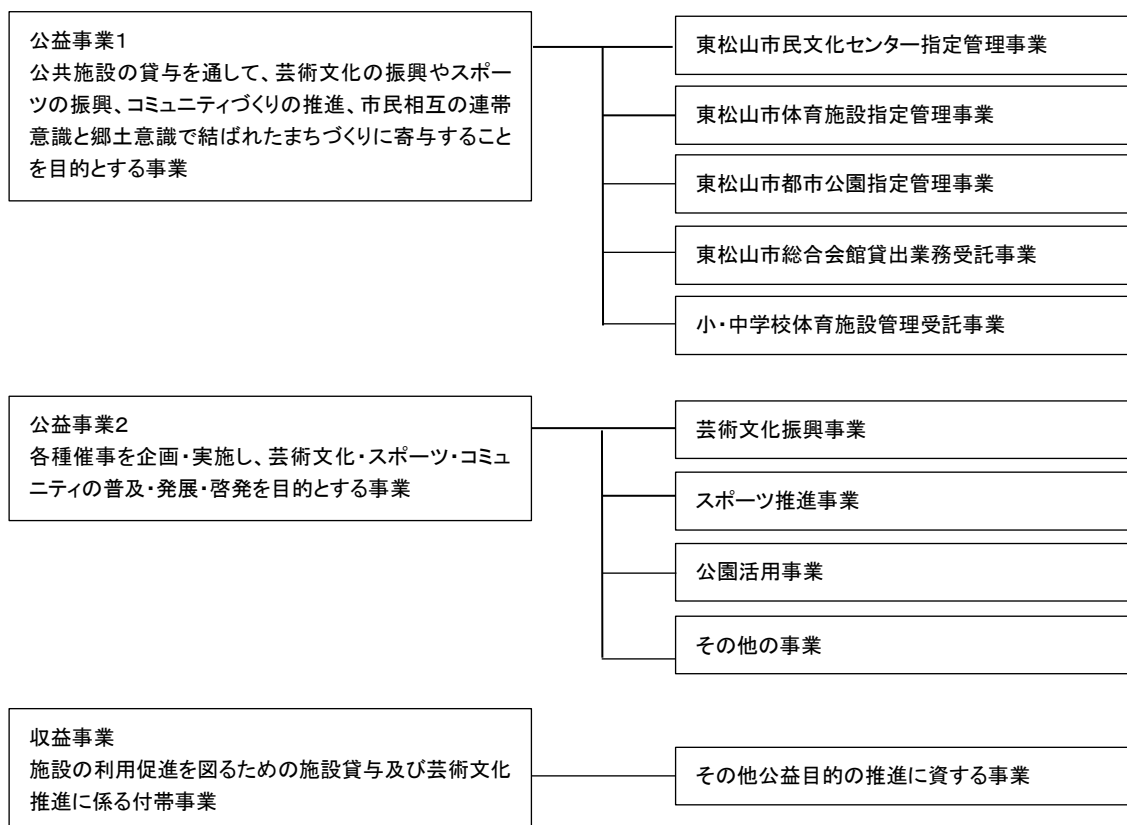 公益事業1
公共施設の貸与を通して、芸術文化の振興やスポー
ツの振興、コミュニティづくりの推進、市民相互の連帯
意識と郷土意識で結ばれたまちづくりに寄与すること
を目的とする事業
東松山市民文化センター指定管理事業
東松山市体育施設指定管理事業
東松山市都市公園指定管理事業
東松山市総合会館貸出業務受託事業
小・中学校体育施設管理受託事業
公益事業2
各種催事を企画・実施し、芸術文化・スポーツ・コミュ
ニティの普及・発展・啓発を目的とする事業
芸術文化振興事業
スポーツ推進事業
公園活用事業
その他の事業
収益事業
施設の利用促進を図るための施設貸与及び芸術文化
推進に係る付帯事業
その他公益目的の推進に資する事業